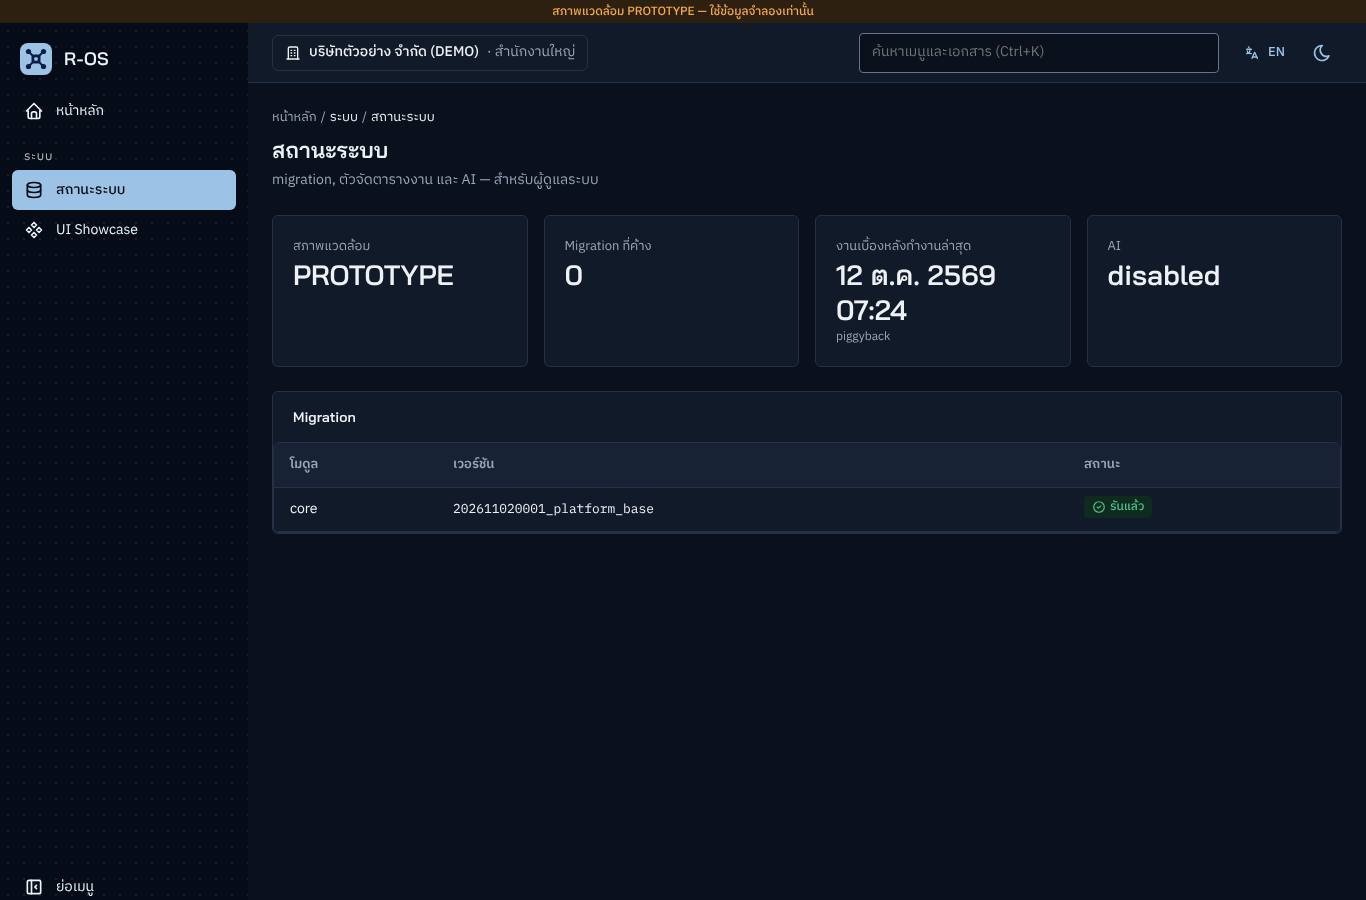 สภาพแวดล้อม PROTOTYPE — ใช้ข้อมูลจำลองเท่านั้น
R-OS
บริษัทตัวอย่าง จำกัด (DEMO) · สำนักงานใหญ่
ค้นหาเมนูและเอกสาร (Ctrl+K)
EN
หน้าหลัก
ระบบ
สถานะระบบ
UI Showcase
ย่อเมนู
หน้าหลัก / ระบบ / สถานะระบบ
สถานะระบบ
migration, ตัวจัดตารางงาน และ AI — สำหรับผู้ดูแลระบบ
สภาพแวดล้อม
PROTOTYPE
Migration ที่ค้าง
0
งานเบื้องหลังทำงานล่าสุด
12 ต.ค. 2569
07:24
piggyback
AI
disabled
Migration
โมดูล เวอร์ชัน สถานะ
core 202611020001_platform_base รันแล้ว